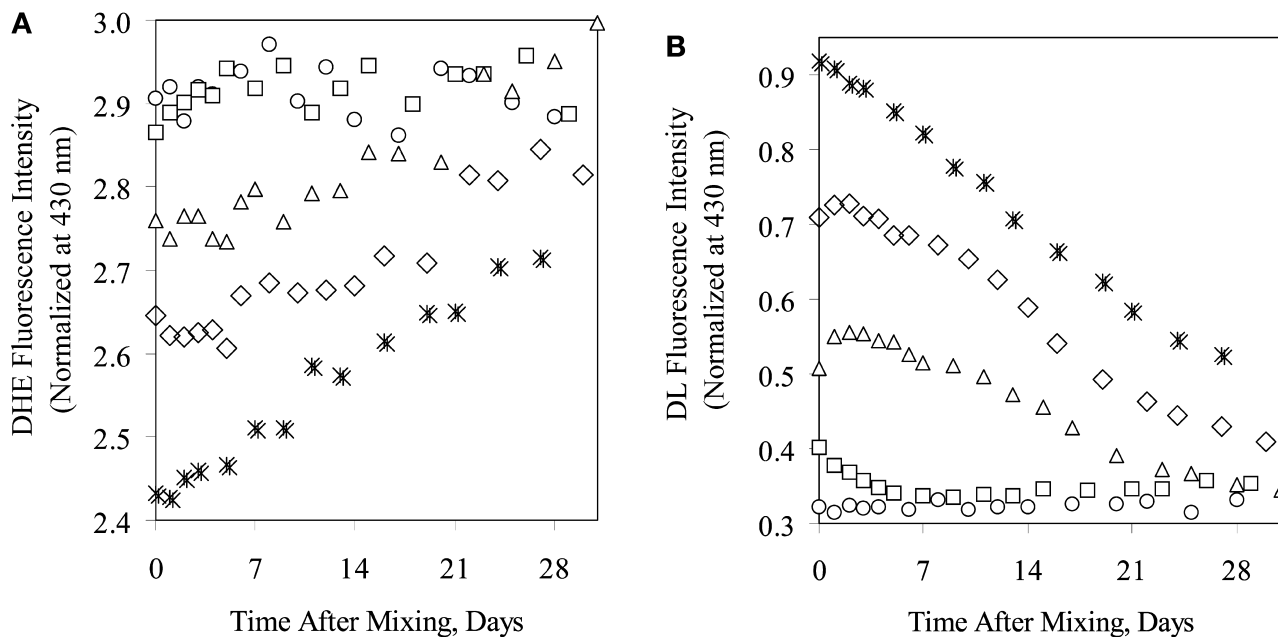 A
DHE Fluorescence Intensity
(Normalized at 430 nm)
3.0
2.9
2.8
2.7
2.6
2.5
2.4
0 7 14 21 28
Time After Mixing, Days
B
DL Fluorescence Intensity
(Normalized at 430 nm)
0.9
0.8
0.7
0.6
0.5
0.4
0.3
0 7 14 21 28
Time After Mixing, Days